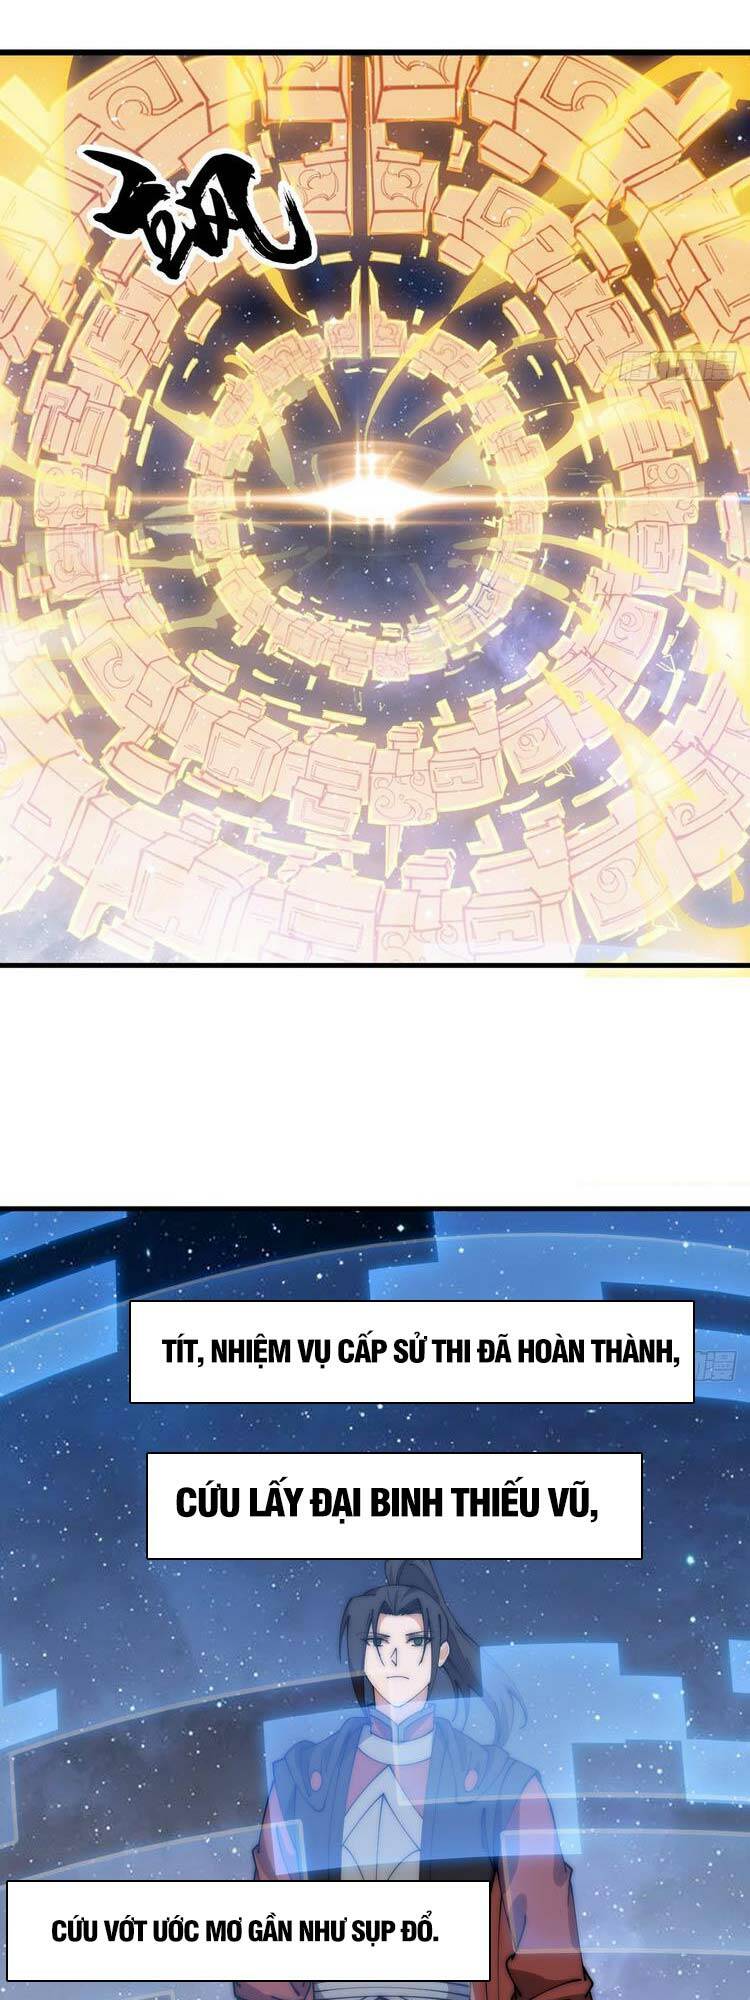 TÍT, NHIỆM VỤ CẤP SỬ THI ĐÃ HOÀN THÀNH,
CỨU LẤY ĐẠI BINH THIẾU VŨ,
CỨU VỚT ƯỚC MƠ GẦN NHƯ SỤP ĐỔ.